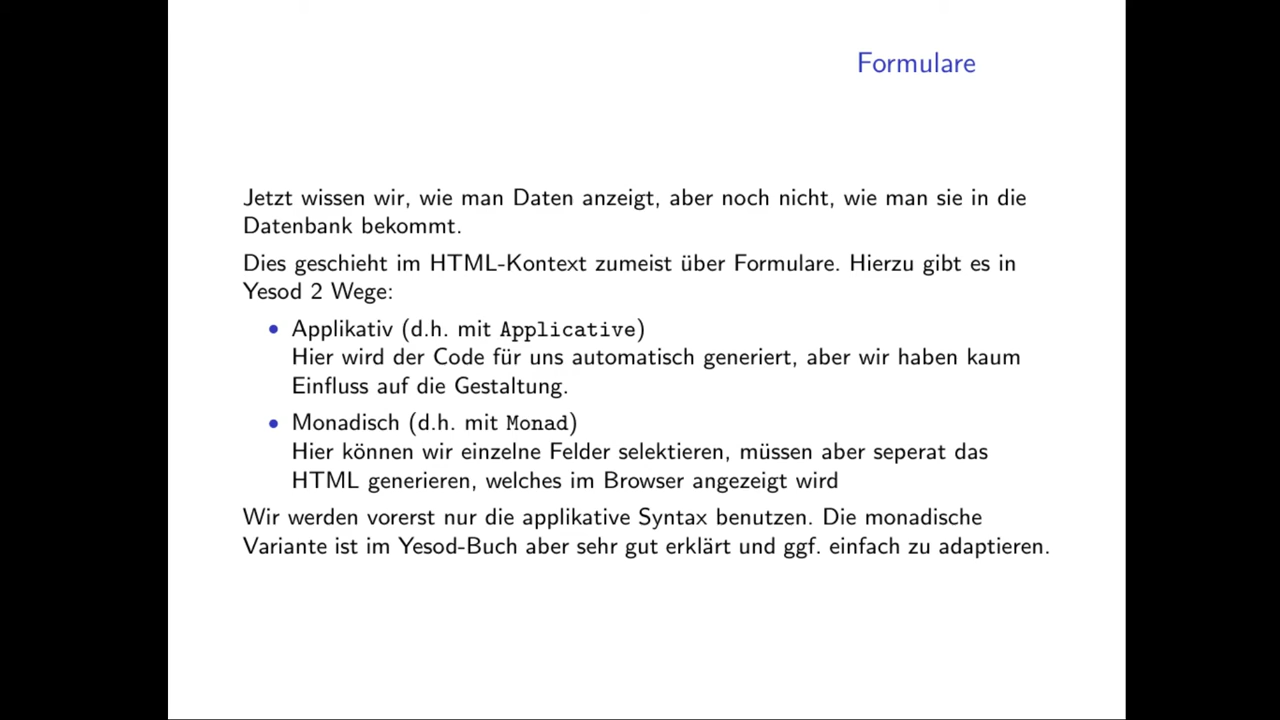 Formulare
Jetzt wissen wir, wie man Daten anzeigt, aber noch nicht, wie man sie in die
Datenbank bekommt.
Dies geschieht im HTML-Kontext zumeist über Formulare. Hierzu gibt es in
Yesod 2 Wege:
• Applikativ (d.h. mit Applicative)
Hier wird der Code für uns automatisch generiert, aber wir haben kaum
Einfluss auf die Gestaltung.
• Monadisch (d.h. mit Monad)
Hier können wir einzelne Felder selektieren, müssen aber seperat das
HTML generieren, welches im Browser angezeigt wird
Wir werden vorerst nur die applikative Syntax benutzen. Die monadische
Variante ist im Yesod-Buch aber sehr gut erklärt und ggf. einfach zu adaptieren.